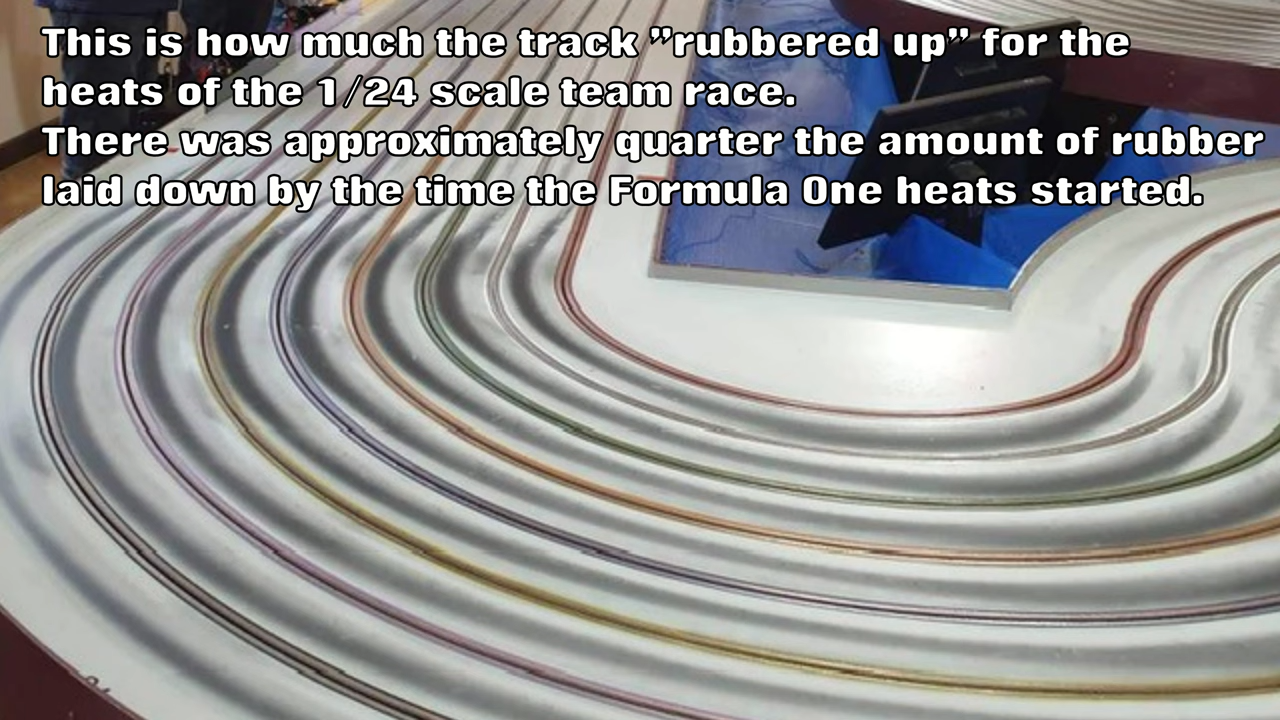 This is how much the track ”rubbered up” for the
heats of the 1/24 scale team race.
There was approximately quarter the amount of rubber
laid down by the time the Formula One heats started.